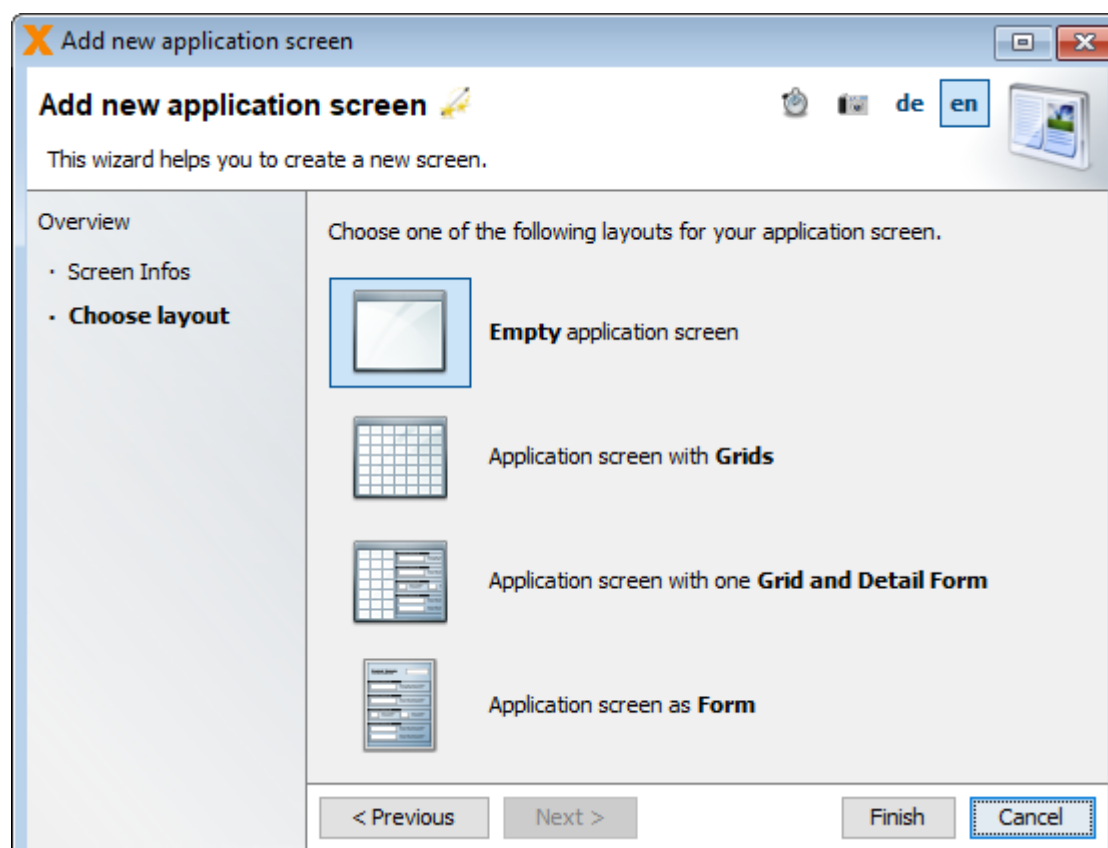 Add new application screen
Add new application screen
de en
This wizard helps you to create a new screen.
Overview
· Screen Infos
· Choose layout
Choose one of the following layouts for your application screen.
Empty application screen
Application screen with Grids
Application screen with one Grid and Detail Form
Application screen as Form
< Previous Next > Finish Cancel